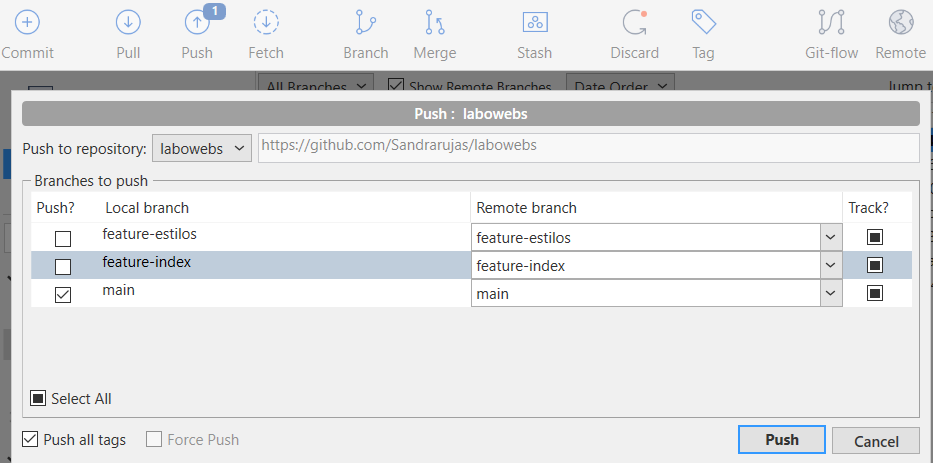 1
Commit Pull Push Fetch Branch Merge Stash Discard Tag Git-flow Remote
All Branches Show Remote Branches Date Order Jump t
Push : labowebs
Push to repository: labowebs https://github.com/Sandrarujas/labowebs
Branches to push
Push? Local branch Remote branch Track?
feature-estilos feature-estilos
feature-index feature-index
main main
Select All
Push all tags Force Push Push Cancel